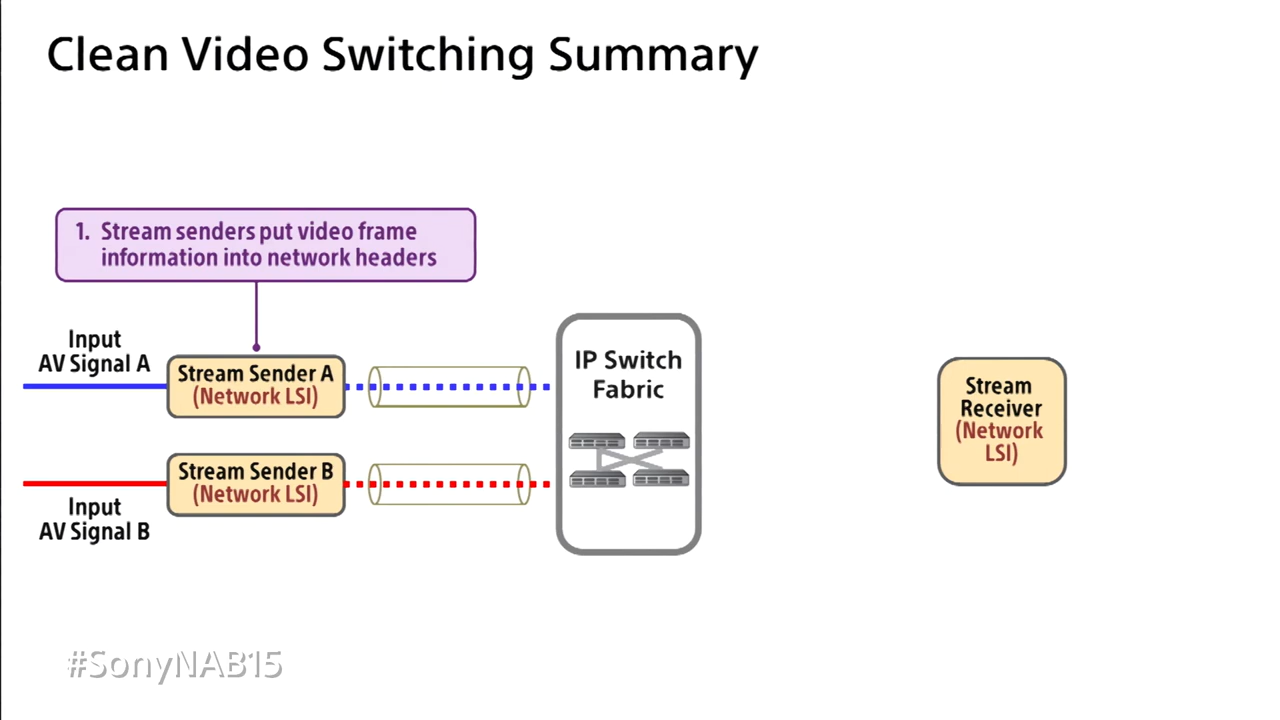 Clean Video Switching Summary
1. Stream senders put video frame
information into network headers
Input
AV Signal A
Stream Sender A
(Network LSI)
IP Switch
Fabric
Stream
Receiver
(Network
LSI)
Stream Sender B
(Network LSI)
Input
AV Signal B
#SonyNAB15